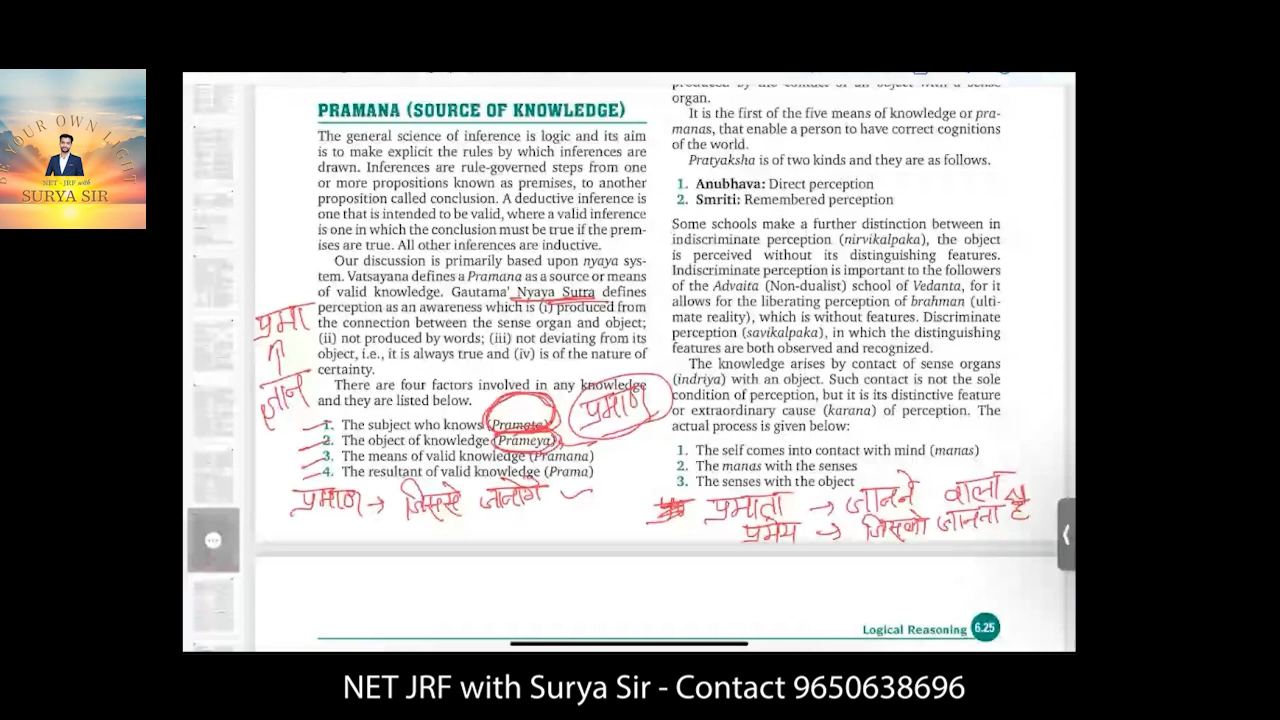 BE YOUR OWN LIGHT
NET - JRF with
SURYA SIR
PRAMANA (SOURCE OF KNOWLEDGE)
The general science of inference is logic and its aim
is to make explicit the rules by which inferences are
drawn. Inferences are rule-governed steps from one
or more propositions known as premises, to another
proposition called conclusion. A deductive inference is
one that is intended to be valid, where a valid inference
is one in which the conclusion must be true if the prem-
ises are true. All other inferences are inductive.
Our discussion is primarily based upon nyaya sys-
tem. Vatsayana defines a Pramana as a source or means
of valid knowledge. Gautama' Nyaya Sutra defines
perception as an awareness which is (i) produced from
the connection between the sense organ and object;
(ii) not produced by words; (iii) not deviating from its
object, i.e., it is always true and (iv) is of the nature of
certainty.
There are four factors involved in any knowledge
and they are listed below.
1. The subject who knows (Pramata)
2. The object of knowledge (Prameya)
3. The means of valid knowledge (Pramana)
4. The resultant of valid knowledge (Prama)
प्रमा
ज्ञान
प्रमाण
प्रमाण → जिससे जानोगे
produced by the contact of an object with a sense
organ.
It is the first of the five means of knowledge or pra-
manas, that enable a person to have correct cognitions
of the world.
Pratyaksha is of two kinds and they are as follows.
1. Anubhava: Direct perception
2. Smriti: Remembered perception
Some schools make a further distinction between in
indiscriminate perception (nirvikalpaka), the object
is perceived without its distinguishing features.
Indiscriminate perception is important to the followers
of the Advaita (Non-dualist) school of Vedanta, for it
allows for the liberating perception of brahman (ulti-
mate reality), which is without features. Discriminate
perception (savikalpaka), in which the distinguishing
features are both observed and recognized.
The knowledge arises by contact of sense organs
(indriya) with an object. Such contact is not the sole
condition of perception, but it is its distinctive feature
or extraordinary cause (karana) of perception. The
actual process is given below:
1. The self comes into contact with mind (manas)
2. The manas with the senses
3. The senses with the object
प्रमाता → जानने वाला
प्रमेय → जिसको जानता है
Logical Reasoning 6.25
NET JRF with Surya Sir - Contact 9650638696